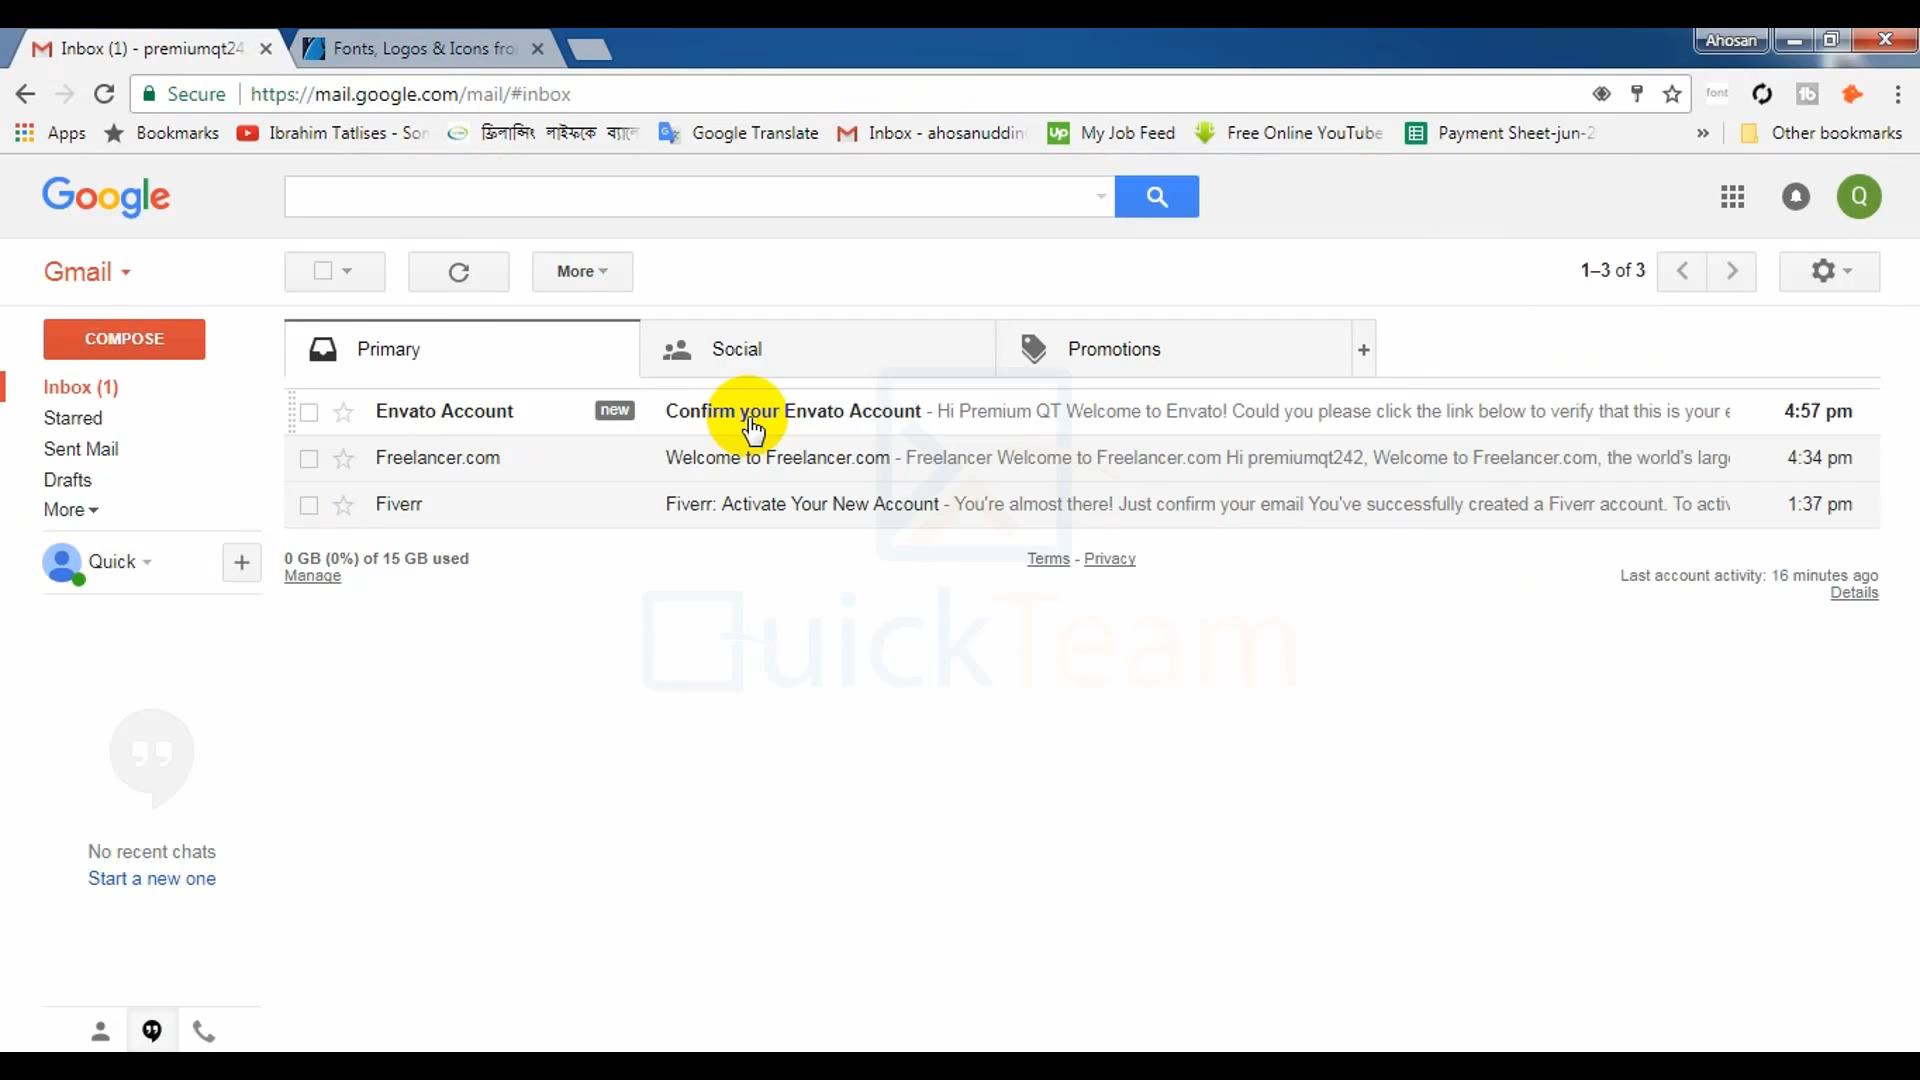 Inbox (1) - premiumqt24
Fonts, Logos & Icons fro
Ahosan
Secure https://mail.google.com/mail/#inbox
font
Apps Bookmarks Ibrahim Tatlises - Son ফ্রিলান্সিং লাইফকে ব্যালে Google Translate Inbox - ahosanuddin My Job Feed Free Online YouTube Payment Sheet-jun-2 » Other bookmarks
Google
Q
Gmail
More
1–3 of 3
COMPOSE
Inbox (1)
Starred
Sent Mail
Drafts
More
Quick
Primary
Social
Promotions
Envato Account new Confirm your Envato Account - Hi Premium QT Welcome to Envato! Could you please click the link below to verify that this is your e 4:57 pm
Freelancer.com Welcome to Freelancer.com - Freelancer Welcome to Freelancer.com Hi premiumqt242, Welcome to Freelancer.com, the world's larg 4:34 pm
Fiverr Fiverr: Activate Your New Account - You're almost there! Just confirm your email You've successfully created a Fiverr account. To activ 1:37 pm
0 GB (0%) of 15 GB used
Manage
Terms - Privacy
Last account activity: 16 minutes ago
Details
QuickTeam
No recent chats
Start a new one